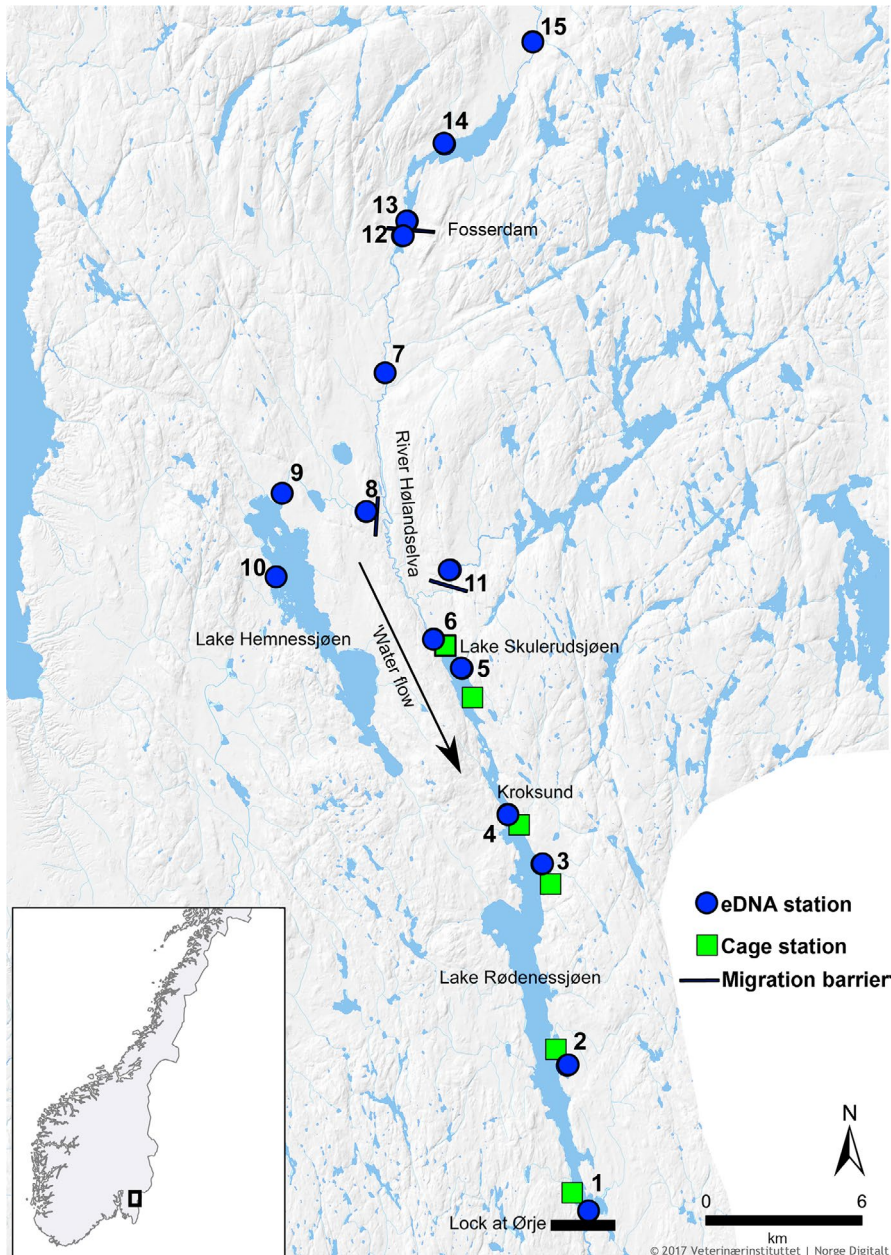 15
14
13
12
Fosserdam
7
River Hølandselva
9
8
10
11
6
Lake Hemnessjøen
Lake Skulerudsjøen
'Water flow
5
Kroksund
4
3
eDNA station
Cage station
Migration barrier
Lake Rødenessjøen
2
N
1
Lock at Ørje
0 6
km
© 2017 Veterinærinstituttet | Norge Digitalt